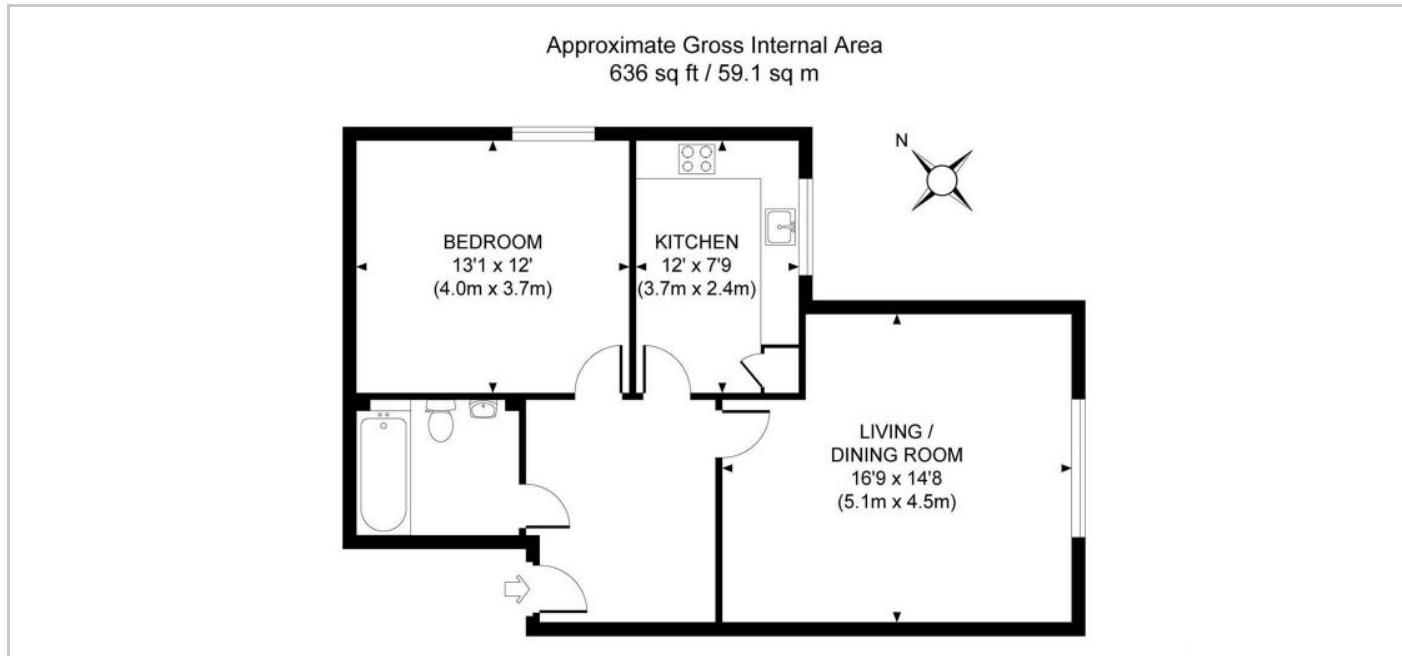 Approximate Gross Internal Area
636 sq ft / 59.1 sq m
N
BEDROOM
13'1 x 12'
(4.0m x 3.7m)
KITCHEN
12' x 7'9
(3.7m x 2.4m)
LIVING /
DINING ROOM
16'9 x 14'8
(5.1m x 4.5m)